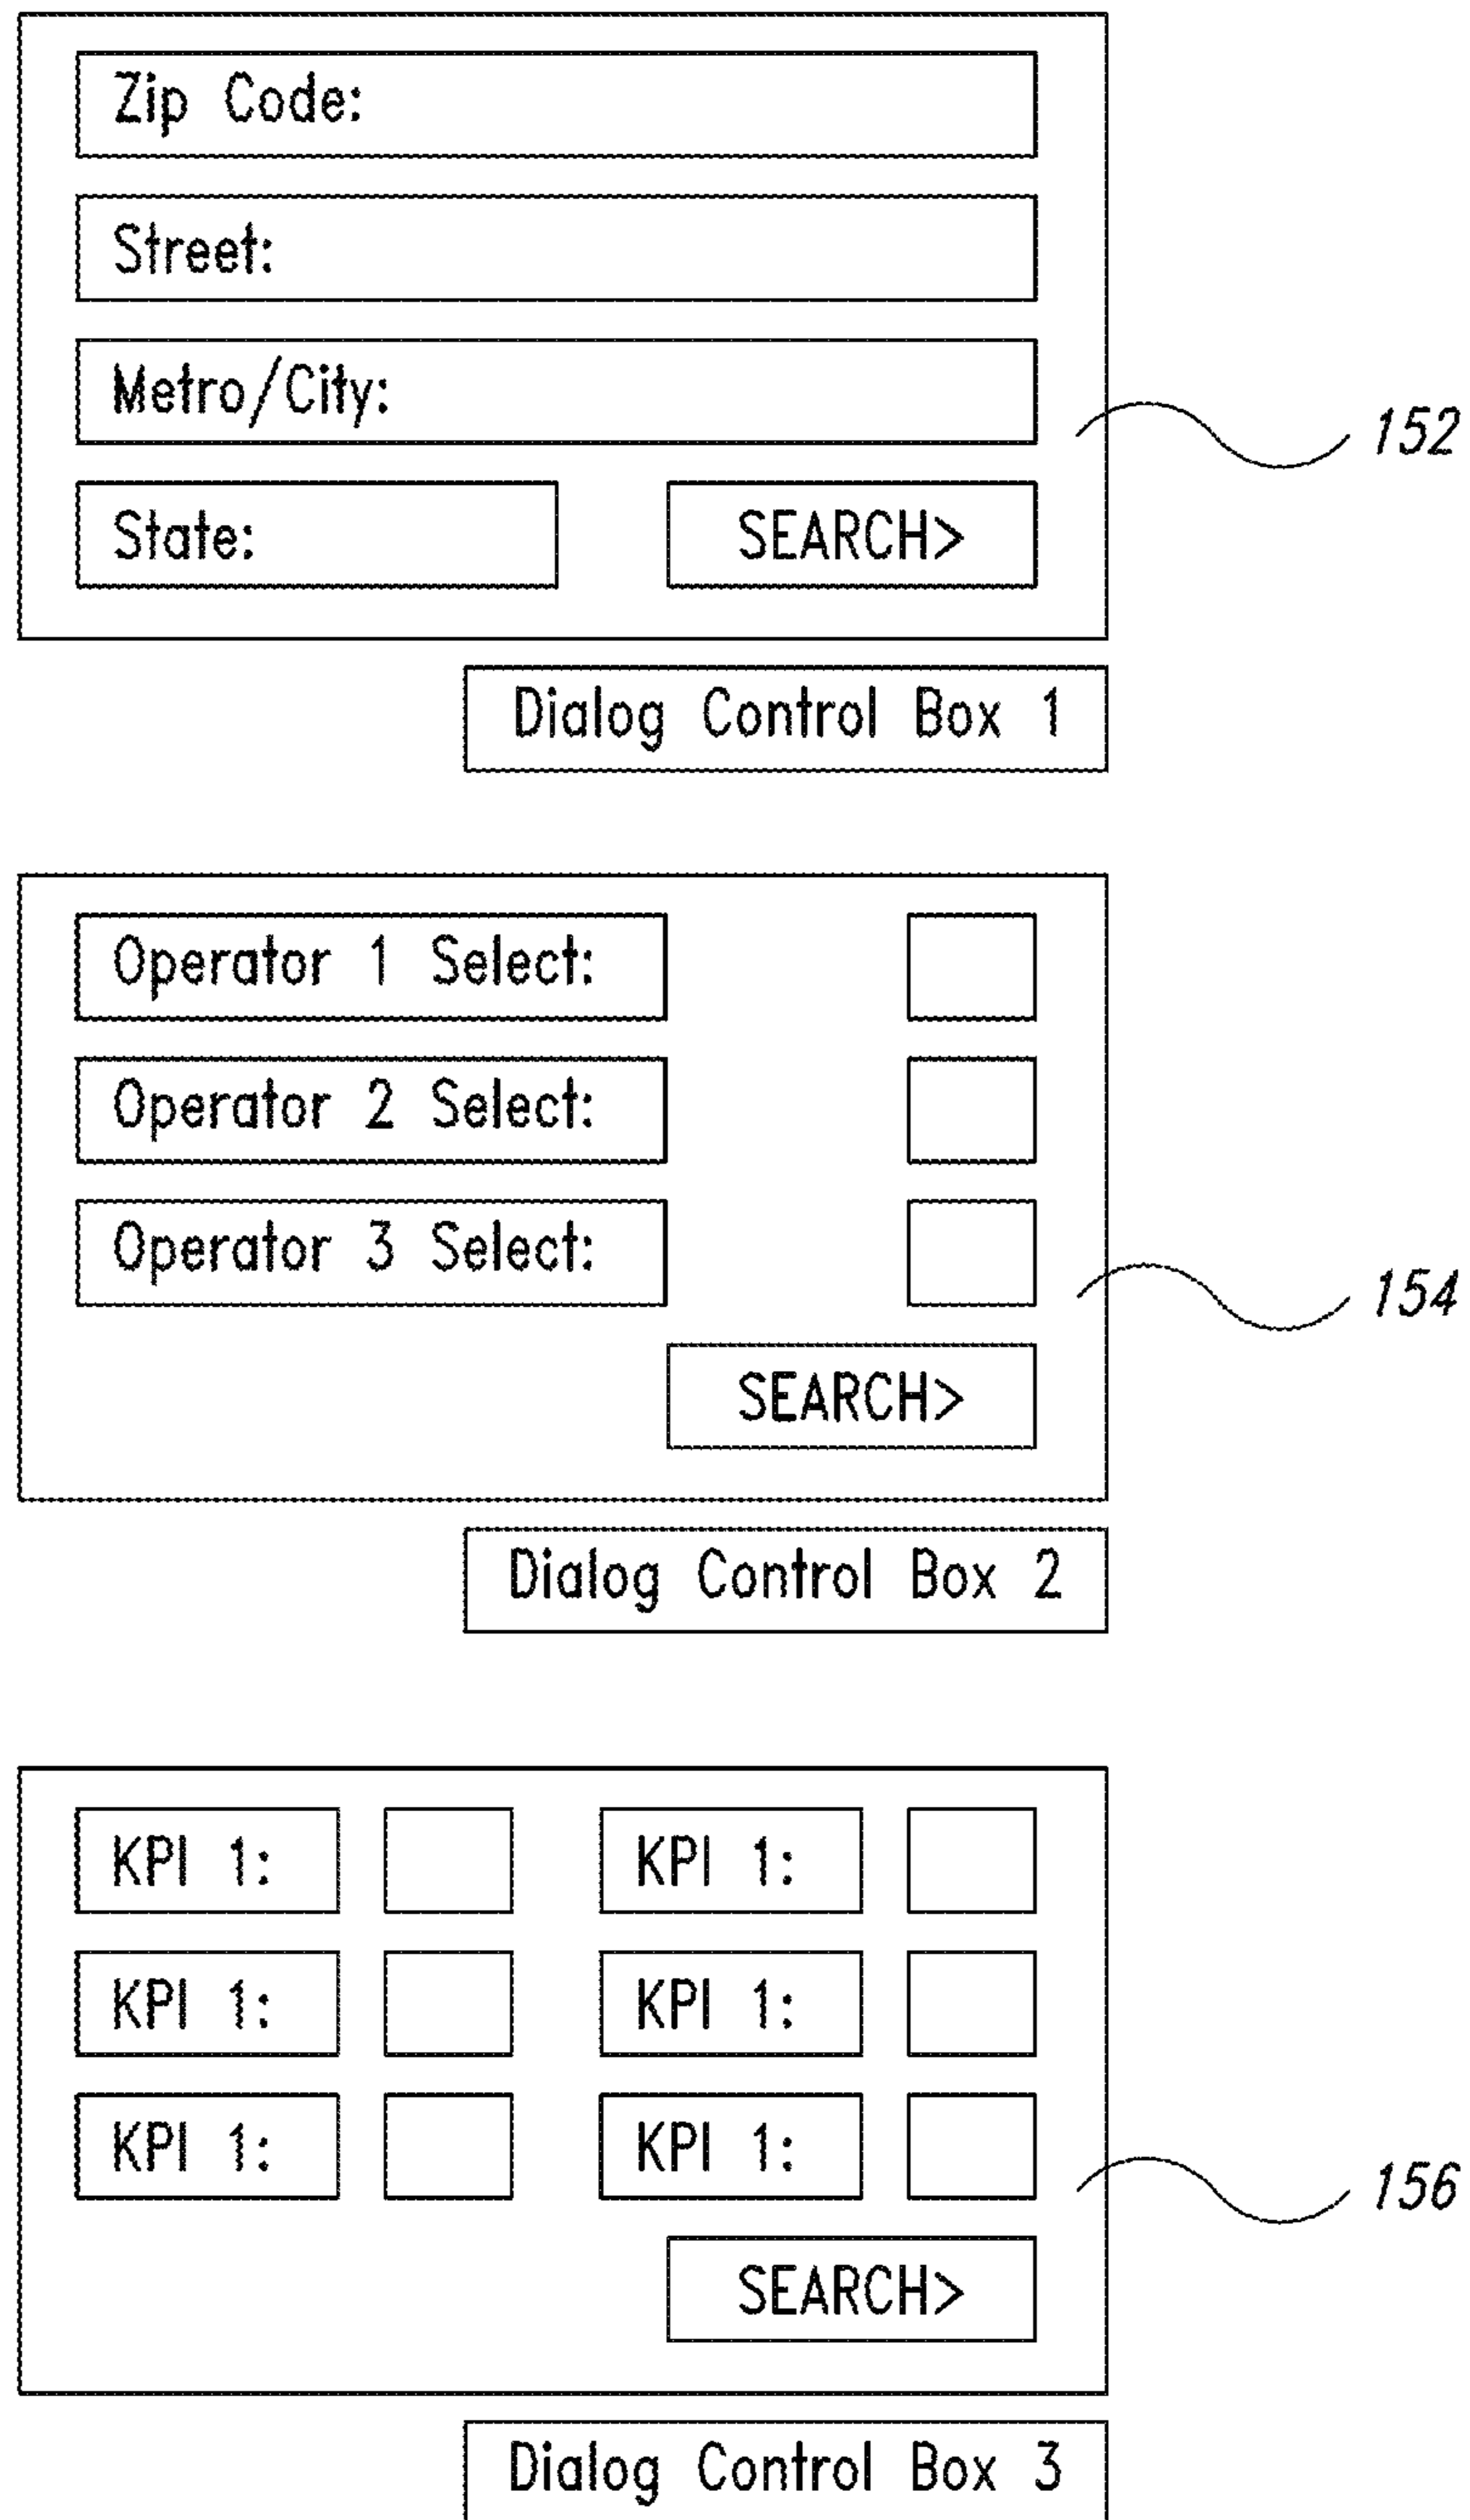 Zip Code:
Street:
Metro/City:
152
State: SEARCH>
Dialog Control Box 1
Operator 1 Select:
Operator 2 Select:
Operator 3 Select:
154
SEARCH>
Dialog Control Box 2
KPI 1: KPI 1:
KPI 1: KPI 1:
KPI 1: KPI 1:
156
SEARCH>
Dialog Control Box 3